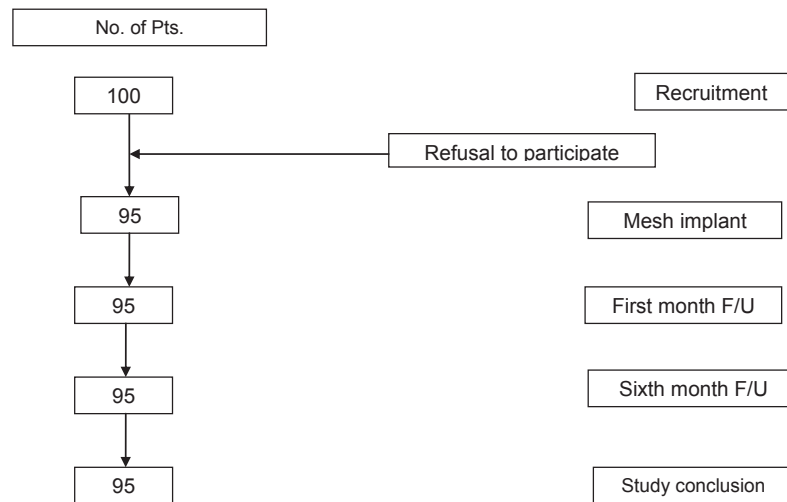 No. of Pts.
100
Recruitment
Refusal to participate
95
Mesh implant
95
First month F/U
95
Sixth month F/U
95
Study conclusion